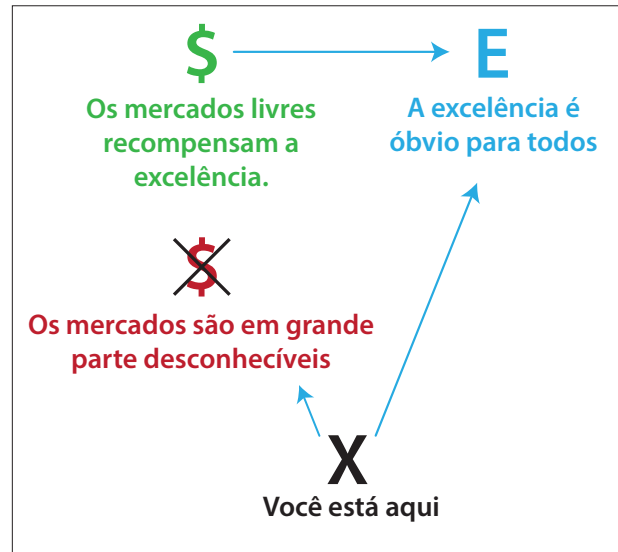 $
E
Os mercados livres
recompensam a
excelência.
A excelência é
óbvio para todos
$
Os mercados são em grande
parte desconhecíveis
X
Você está aqui